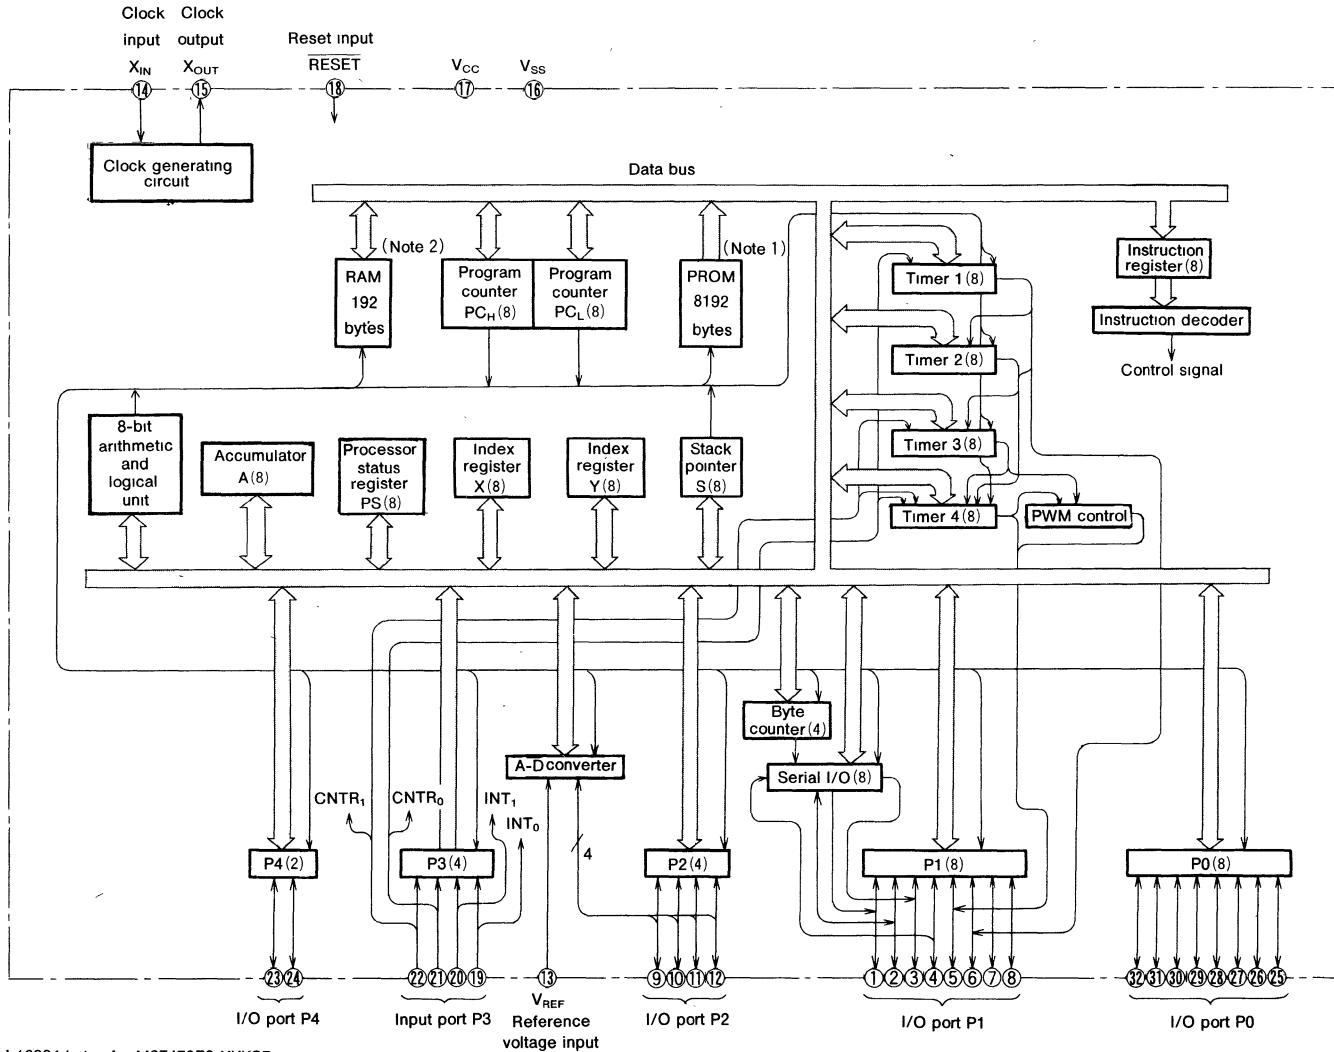 Clock Clock
input output Reset input
X_IN X_OUT RESET V_CC V_SS
14 15 18 17 16
Clock generating
circuit
Data bus
(Note 2) (Note 1)
RAM
192
bytes
Program
counter
PC_H(8)
Program
counter
PC_L(8)
PROM
8192
bytes
Timer 1(8)
Timer 2(8)
Timer 3(8)
Timer 4(8)
PWM control
Instruction
register(8)
Instruction decoder
Control signal
8-bit
arithmetic
and
logical
unit
Accumulator
A(8)
Processor
status
register
PS(8)
Index
register
X(8)
Index
register
Y(8)
Stack
pointer
S(8)
Byte
counter(4)
A-D converter
Serial I/O(8)
CNTR1 CNTR0 INT1
INT0
4
P4(2) P3(4) P2(4) P1(8) P0(8)
23 24 22 21 20 19 13 9 10 11 12 1 2 3 4 5 6 7 8 32 31 30 29 28 27 26 25
I/O port P4
Input port P3
V_REF
Reference
voltage input
I/O port P2
I/O port P1
I/O port P0